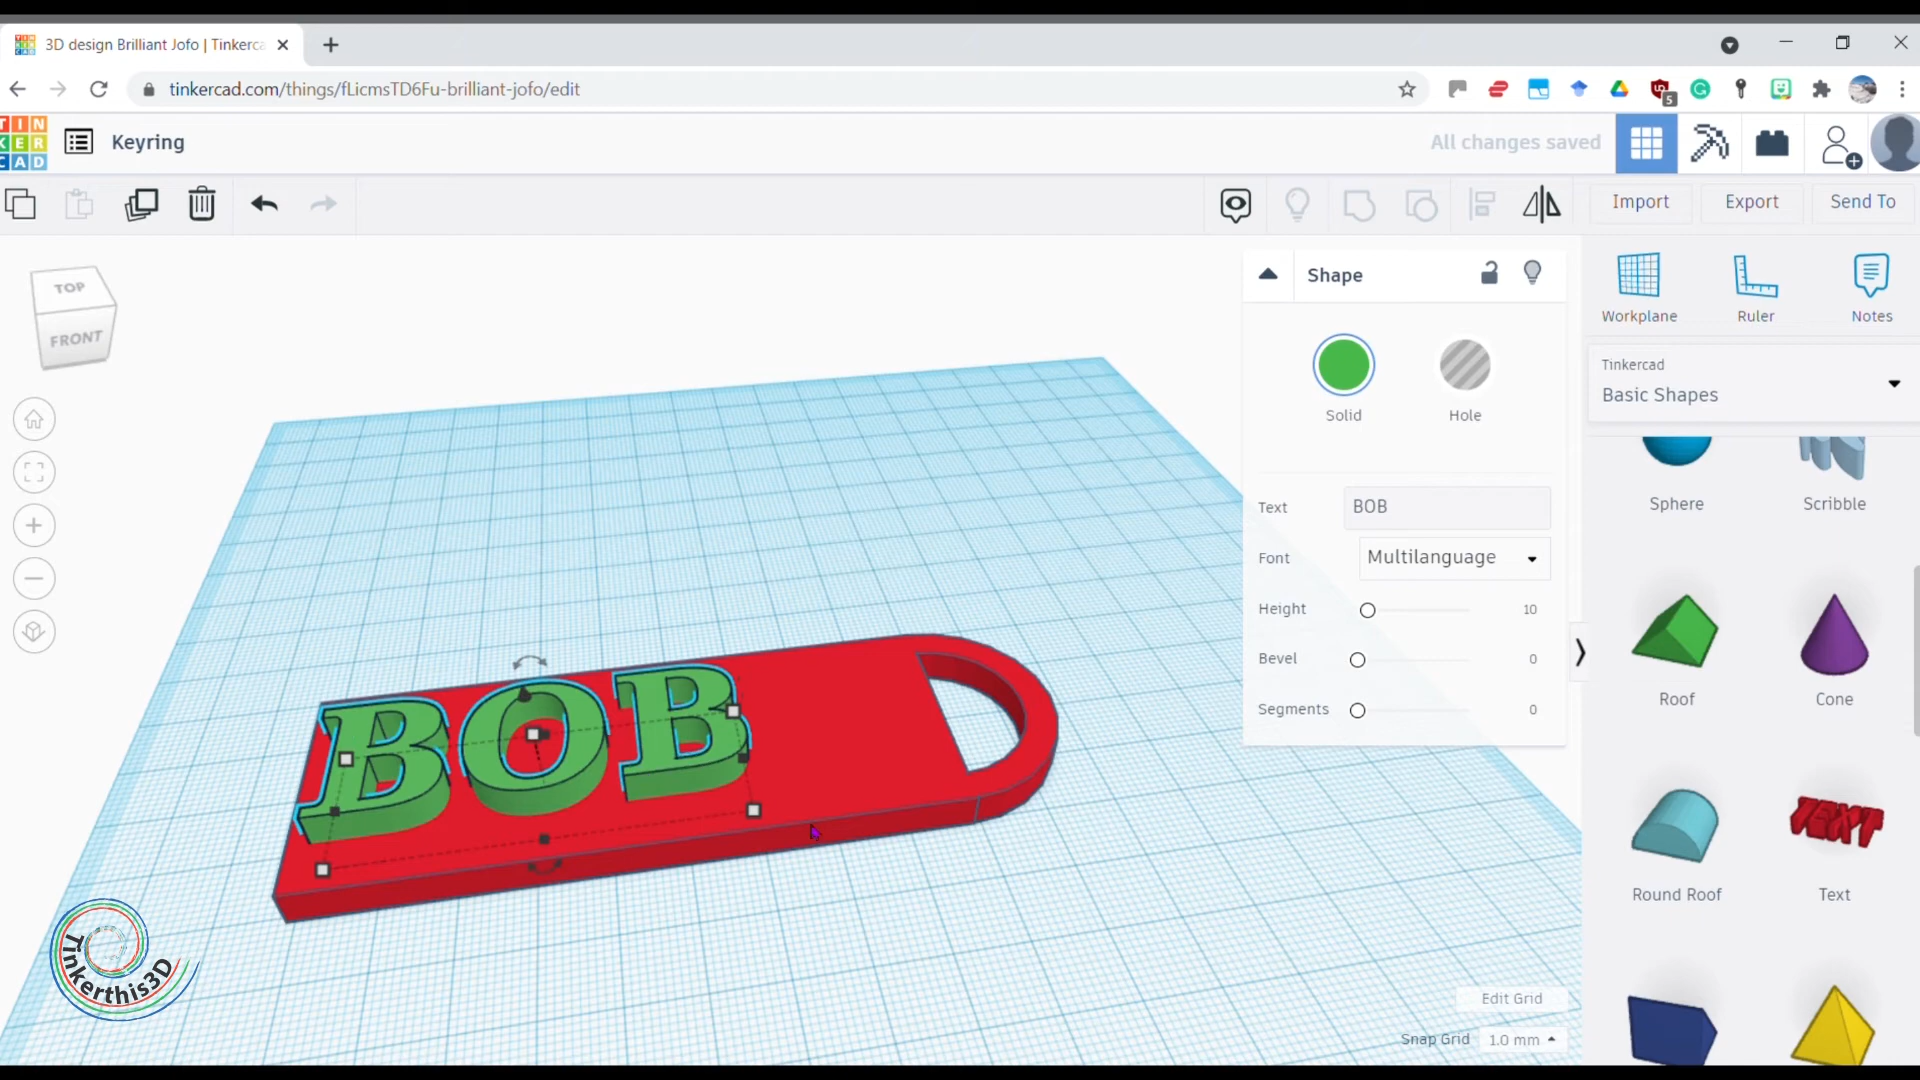 3D design Brilliant Jofo | Tinkerca
tinkercad.com/things/fLicmsTD6Fu-brilliant-jofo/edit
5
TIN
KER
CAD
Keyring
All changes saved
Import
Export
Send To
TOP
FRONT
Shape
Solid
Hole
Text
BOB
Font
Multilanguage
Height
10
Bevel
0
Segments
0
Workplane
Ruler
Notes
Tinkercad
Basic Shapes
Sphere
Scribble
Roof
Cone
TEXT
Round Roof
Text
BOB
Tinkerthis3D
Edit Grid
Snap Grid
1.0 mm